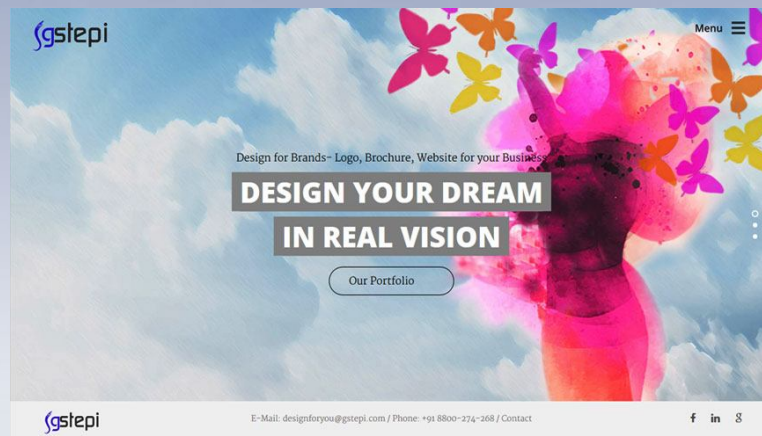 gstepi
Menu
Design for Brands- Logo, Brochure, Website for your Business
DESIGN YOUR DREAM
IN REAL VISION
Our Portfolio
gstepi
E-Mail: designforyou@gstepi.com / Phone: +91 8800-274-268 / Contact
f in g